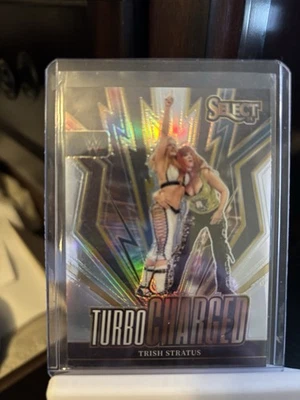 SELECT
W
TURBO CHARGED
TRISH STRATUS